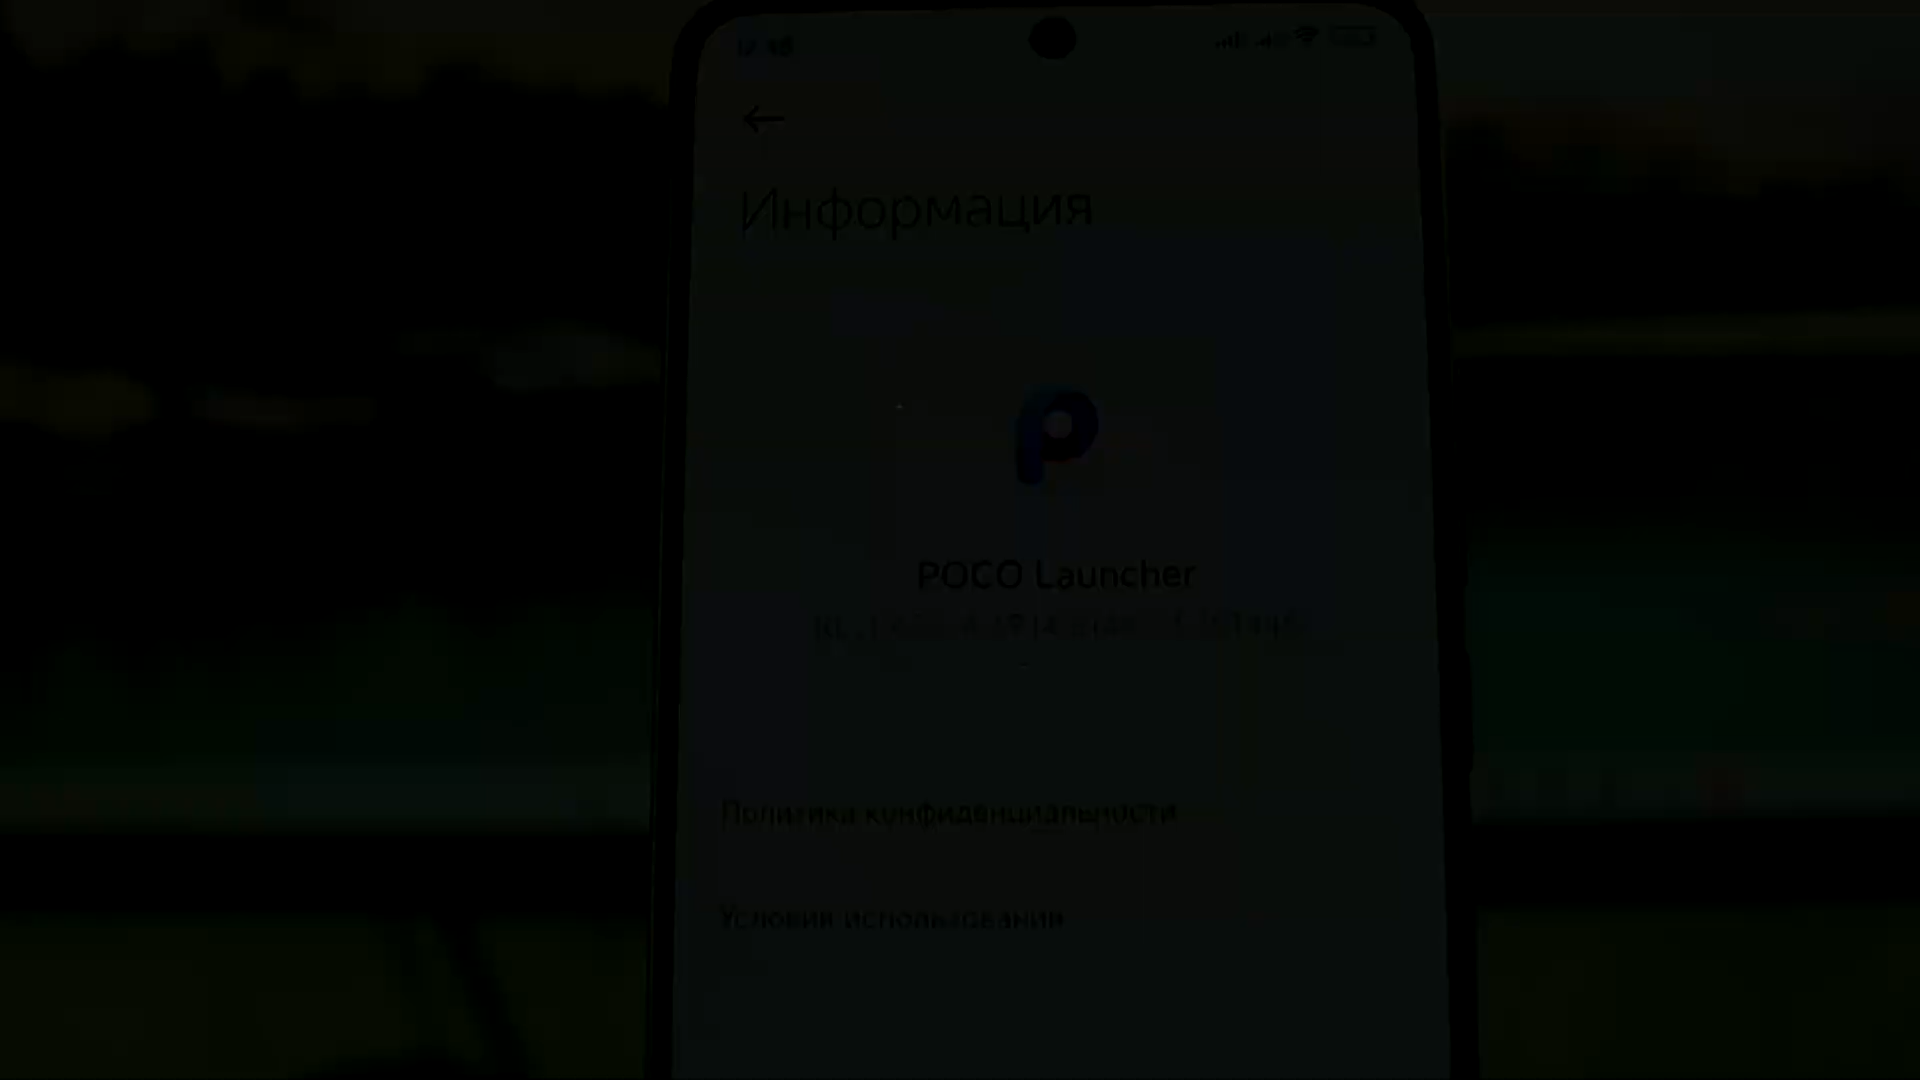 Информация
POCO Launcher
Политика конфиденциальности
Условия использования